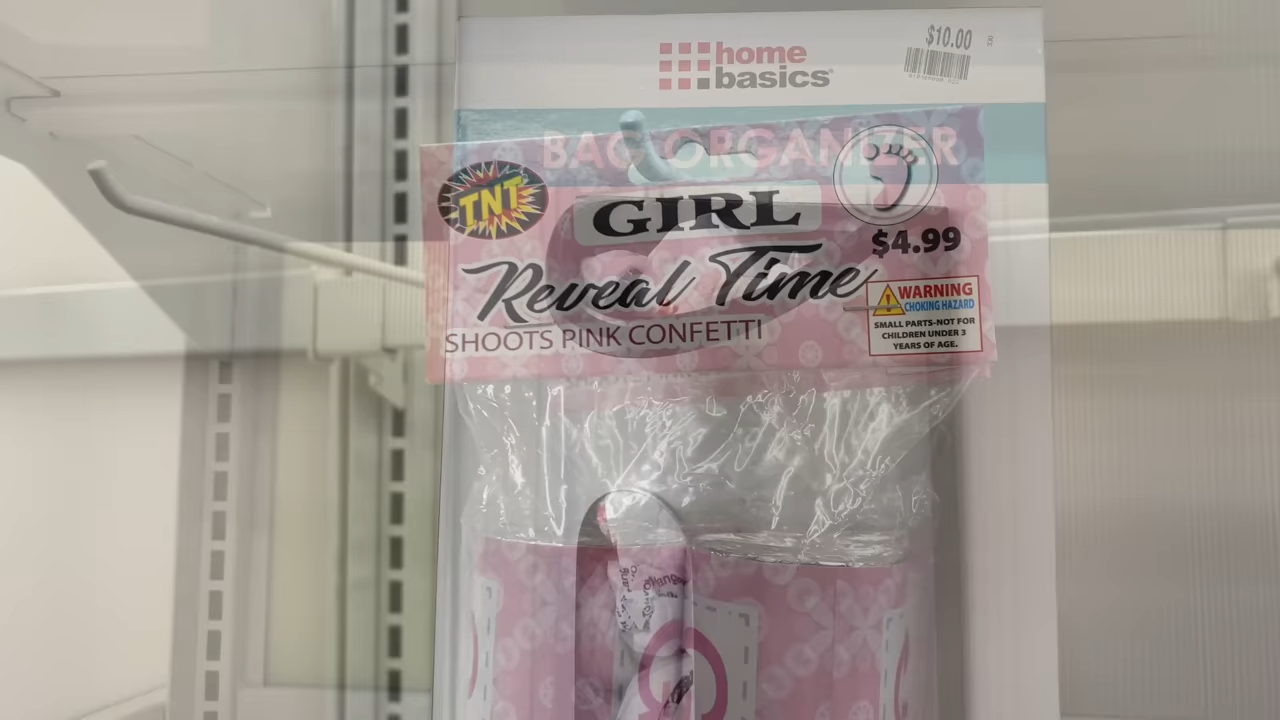 $10.00
home
basics
BAG ORGANIZER
TNT
GIRL
$4.99
Reveal Time
WARNING
CHOKING HAZARD
SMALL PARTS-NOT FOR
CHILDREN UNDER 3
YEARS OF AGE.
SHOOTS PINK CONFETTI